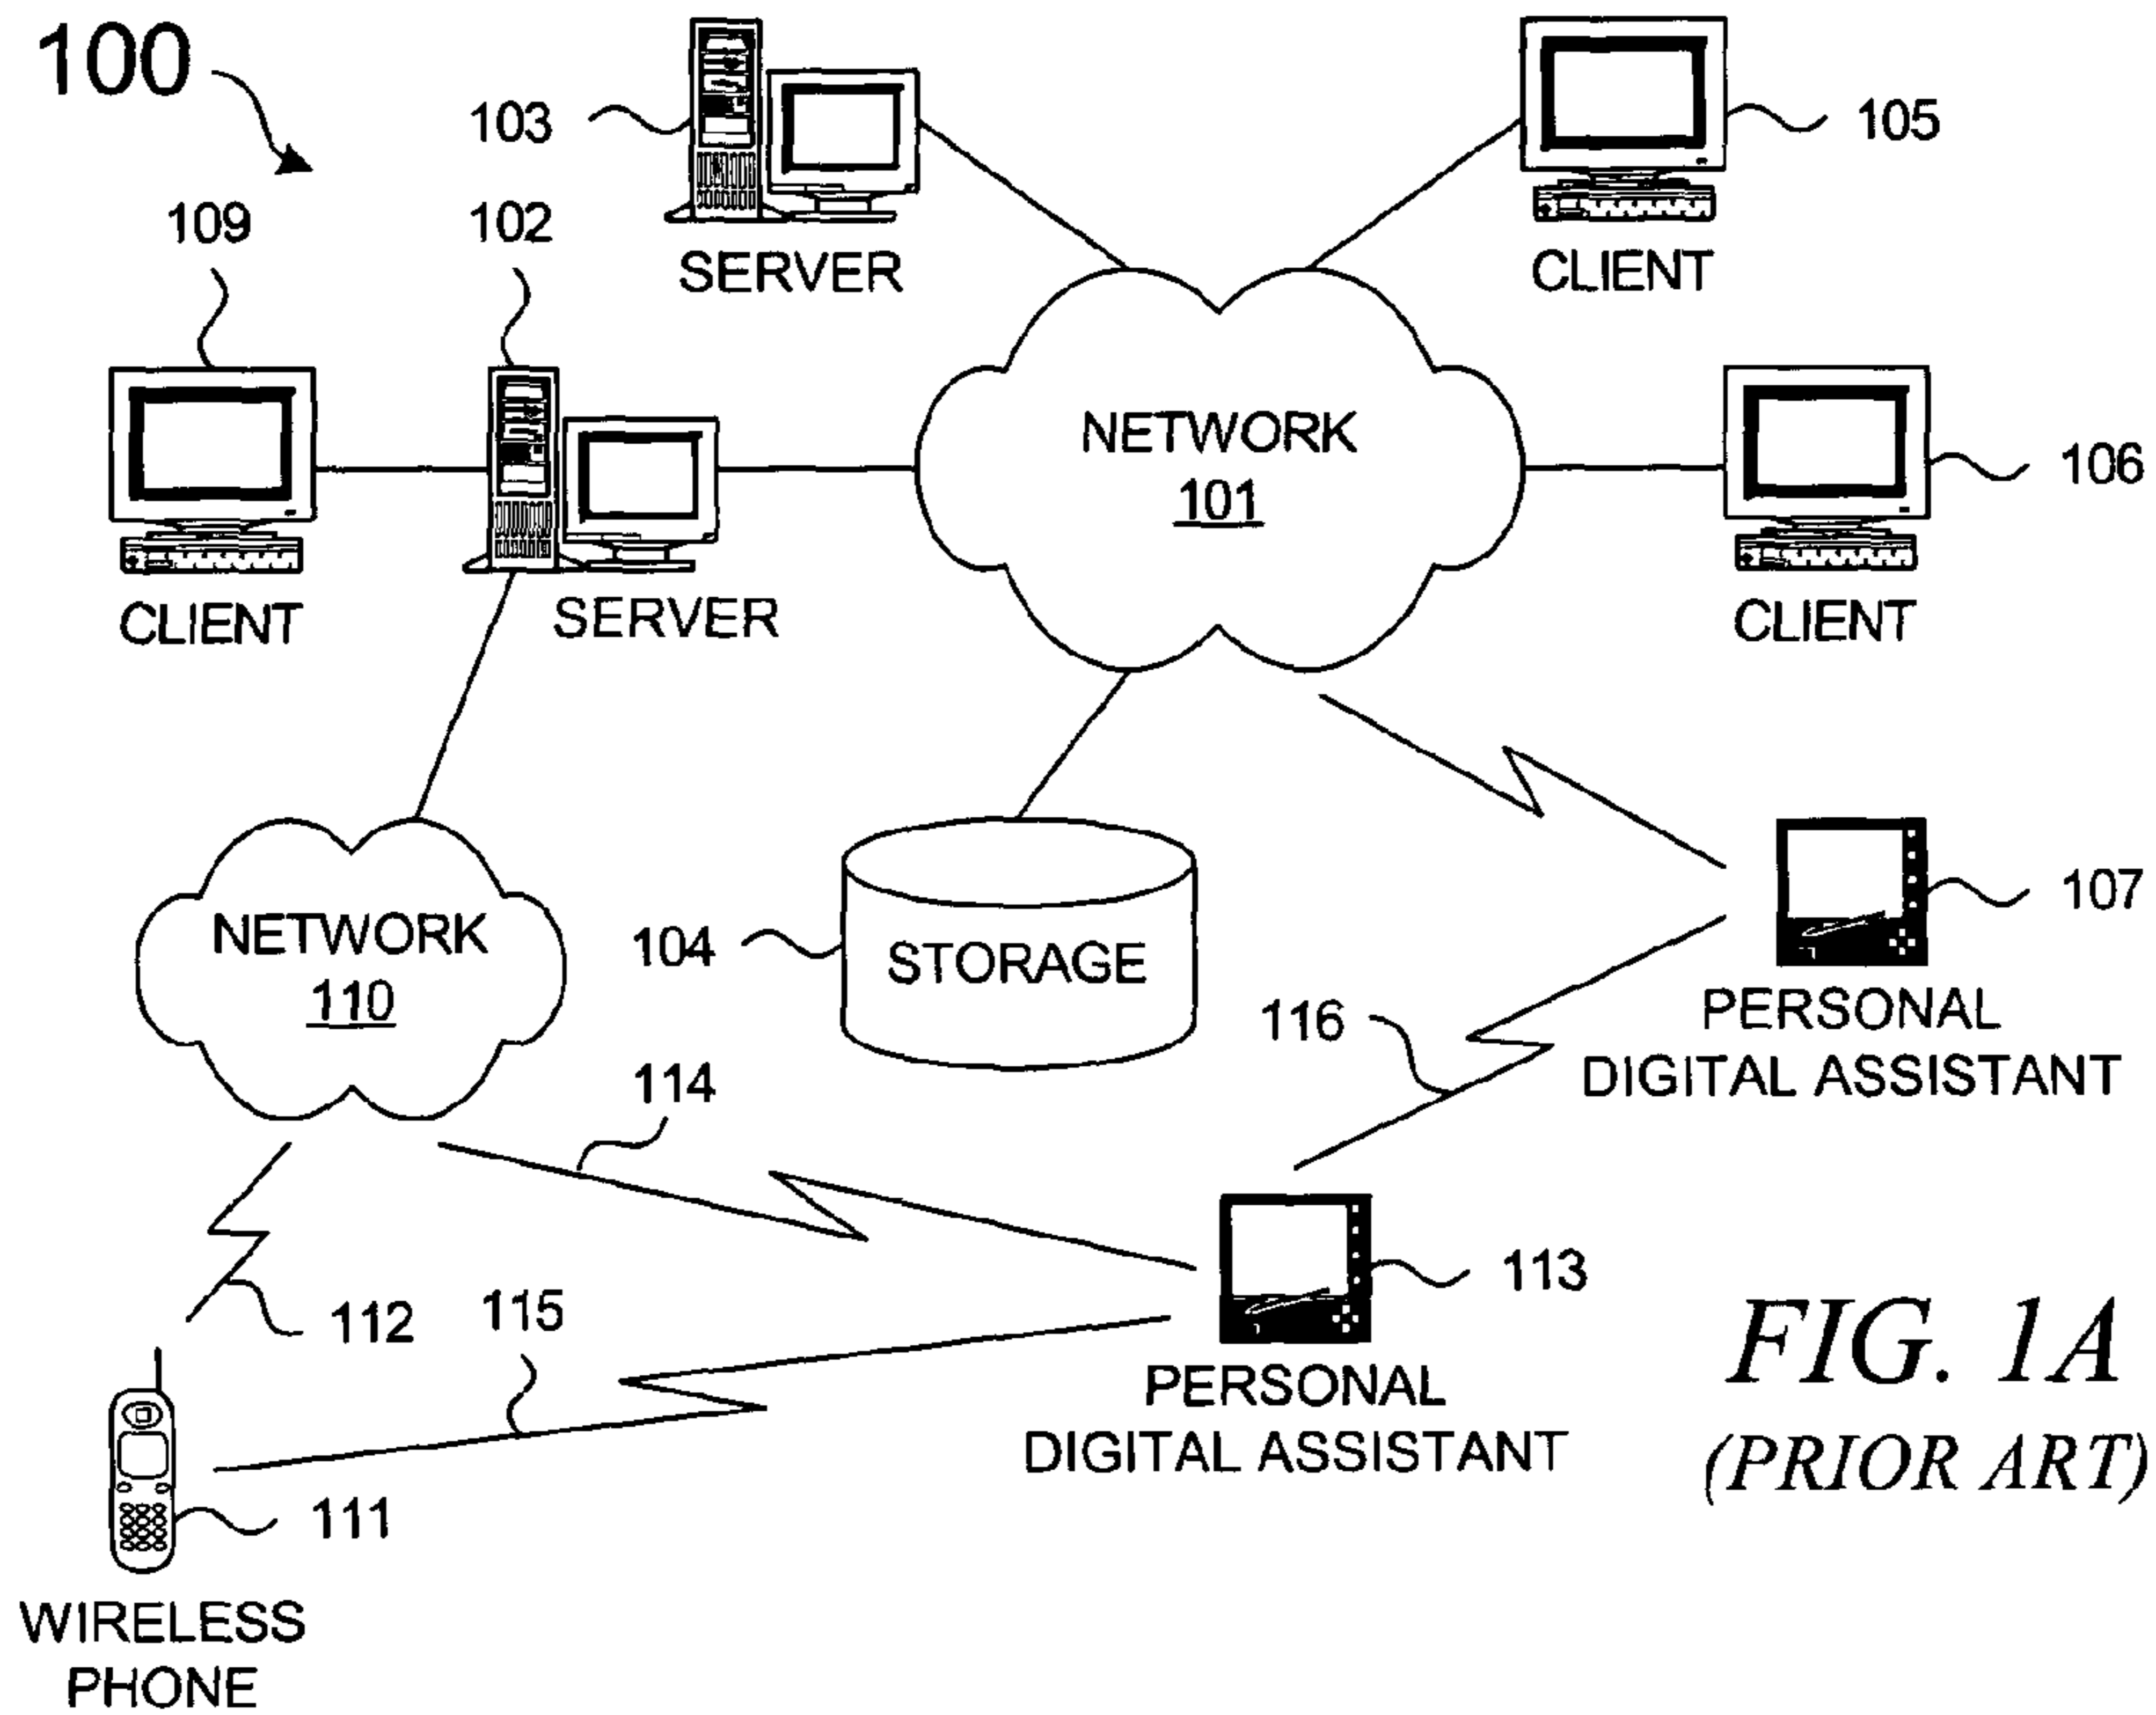 100
103
105
109
102
SERVER
CLIENT
NETWORK
101
106
CLIENT
SERVER
CLIENT
NETWORK
110
104
STORAGE
107
PERSONAL
DIGITAL ASSISTANT
116
114
113
112
115
PERSONAL
DIGITAL ASSISTANT
111
WIRELESS
PHONE
FIG. 1A
(PRIOR ART)